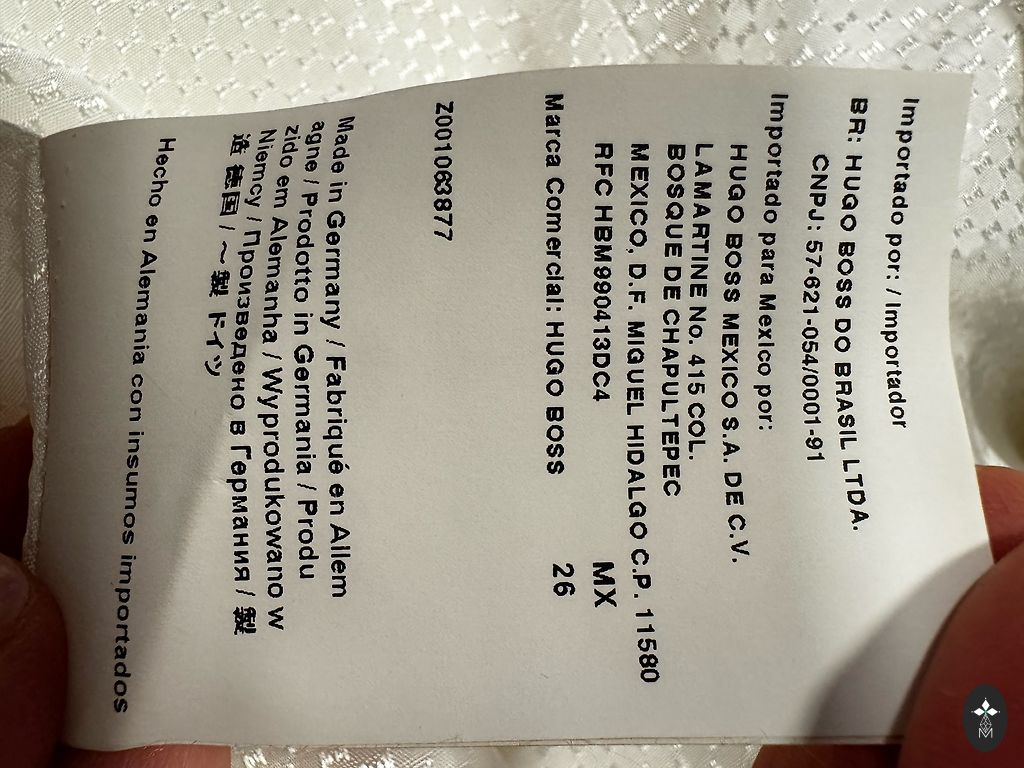 Importado por: / Importador
BR: HUGO BOSS DO BRASIL LTDA.
CNPJ: 57-621-054/0001-91
Importado para Mexico por:
HUGO BOSS MEXICO S.A. DE C.V.
LAMARTINE No. 415 COL.
BOSQUE DE CHAPULTEPEC
MEXICO, D.F. MIGUEL HIDALGO C.P. 11580
RFC HBM990413DC4 MX
Marca Comercial: HUGO BOSS 26
Z001063877
Made in Germany / Fabriqué en Allem
agne / Prodotto in Germania / Produ
zido em Alemanha / Wyprodukowano w
Niemcy / Произведено в Германия / 製
造 德国 / ～製 ドイツ
Hecho en Alemania con insumos importados